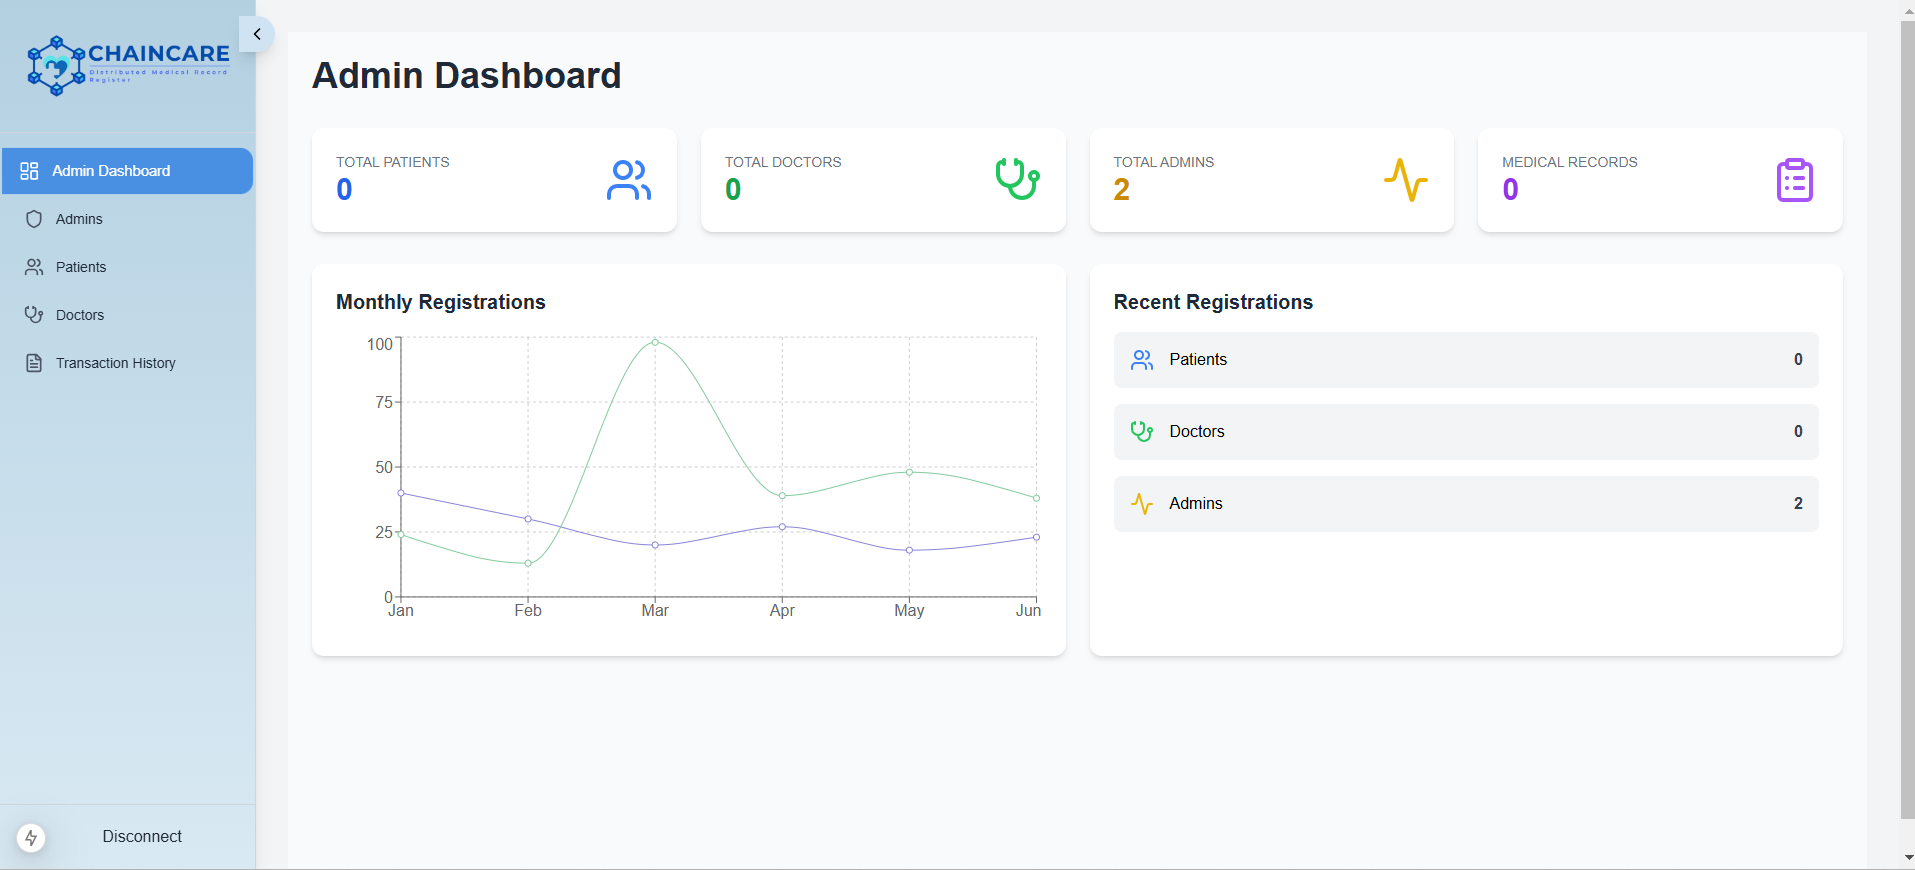 CHAINCARE
Distributed Medical Record
Register
Admin Dashboard
Admins
Patients
Doctors
Transaction History
Disconnect
Admin Dashboard
TOTAL PATIENTS
0
TOTAL DOCTORS
0
TOTAL ADMINS
2
MEDICAL RECORDS
0
Monthly Registrations
100
75
50
25
0
Jan Feb Mar Apr May Jun
Recent Registrations
Patients 0
Doctors 0
Admins 2